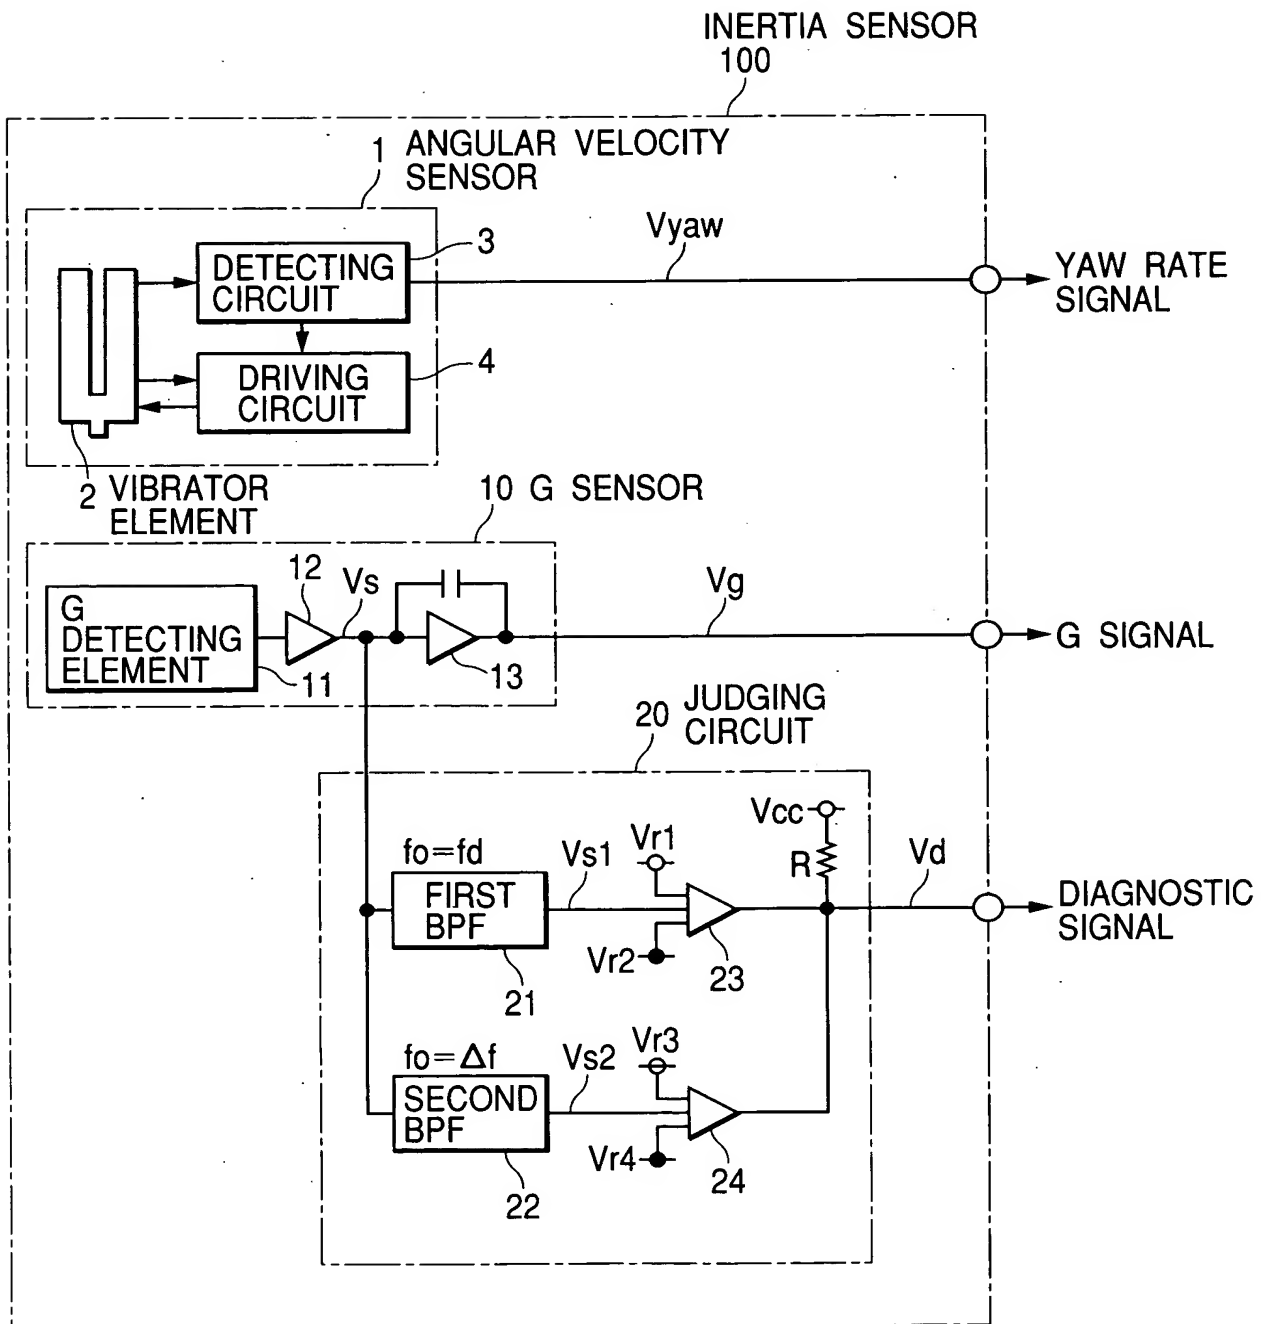 INERTIA SENSOR
100
1 ANGULAR VELOCITY
SENSOR
3
DETECTING
CIRCUIT
Vyaw
YAW RATE
SIGNAL
4
DRIVING
CIRCUIT
2 VIBRATOR
ELEMENT
10 G SENSOR
12
Vs
G
DETECTING
ELEMENT
11
13
Vg
G SIGNAL
20 JUDGING
CIRCUIT
Vcc
R
Vd
DIAGNOSTIC
SIGNAL
fo=fd
FIRST
BPF
21
Vs1
Vr1
Vr2
23
fo=Δf
SECOND
BPF
22
Vs2
Vr3
Vr4
24